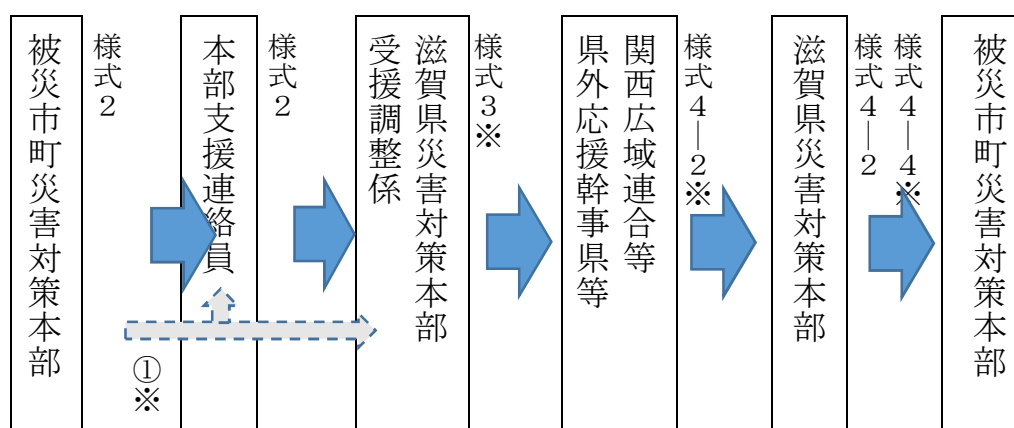 被災市町災害対策本部
様式２
①※
本部支援連絡員
様式２
滋賀県災害対策本部
受援調整係
様式３※
関西広域連合等
県外応援幹事県等
様式４―２※
滋賀県災害対策本部
様式４―４※
様式４―２
被災市町災害対策本部